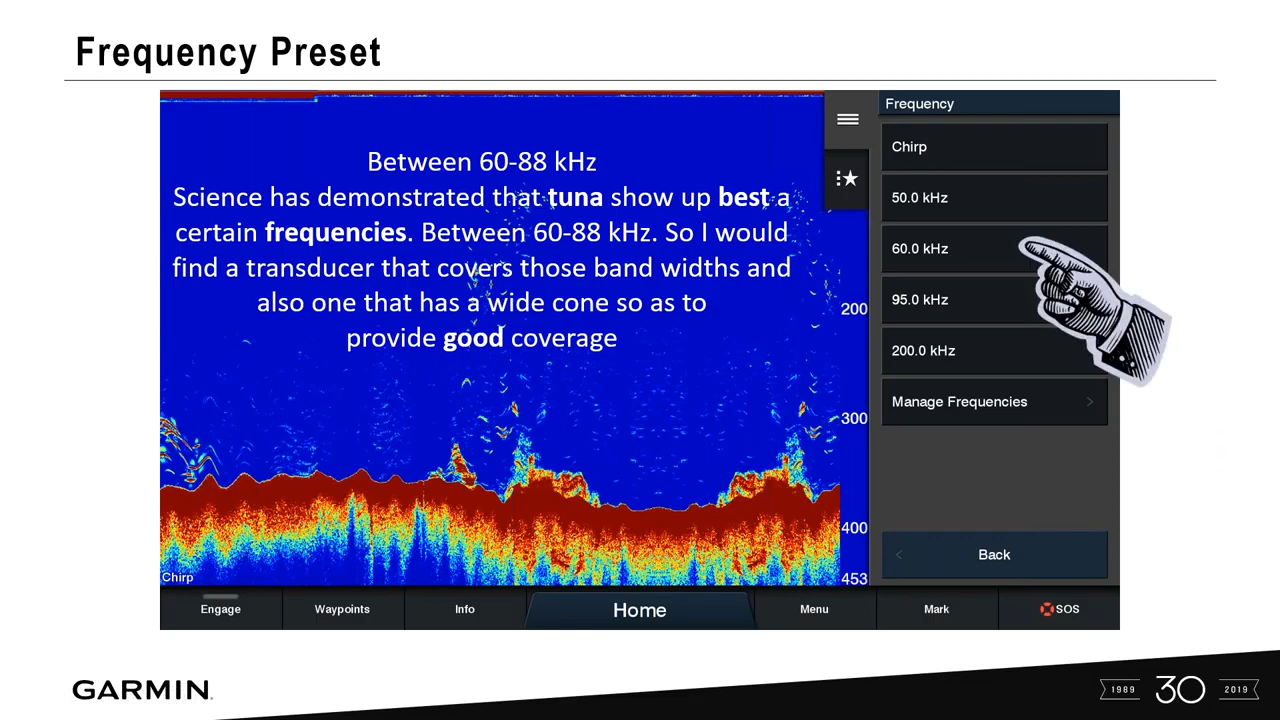 Frequency Preset
Frequency
Chirp
50.0 kHz
60.0 kHz
95.0 kHz
200.0 kHz
Manage Frequencies
Back
Between 60-88 kHz
Science has demonstrated that tuna show up best a
certain frequencies. Between 60-88 kHz. So I would
find a transducer that covers those band widths and
also one that has a wide cone so as to
provide good coverage
200
300
400
453
Chirp
Engage
Waypoints
Info
Home
Menu
Mark
SOS
GARMIN.
1989
30
2019